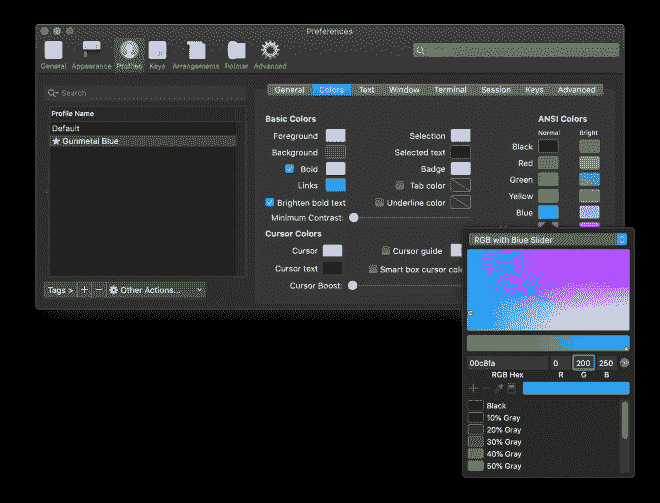 Preferences
General Appearance Profiles Keys Arrangements Pointer Advanced
Search
Profile Name
Default
★ Gunmetal Blue
Tags > + − Other Actions...
General Colors Text Window Terminal Session Keys Advanced
Basic Colors
Foreground Selection
Background Selected text
Bold Badge
Links Tab color
Brighten bold text Underline color
Minimum Contrast:
Cursor Colors
Cursor Cursor guide
Cursor text Smart box cursor
Cursor Boost:
ANSI Colors
Normal Bright
Black
Red
Green
Yellow
Blue
RGB with Blue Slider
00c8fa 0 200 250
RGB Hex R G B
Black
10% Gray
20% Gray
30% Gray
40% Gray
50% Gray